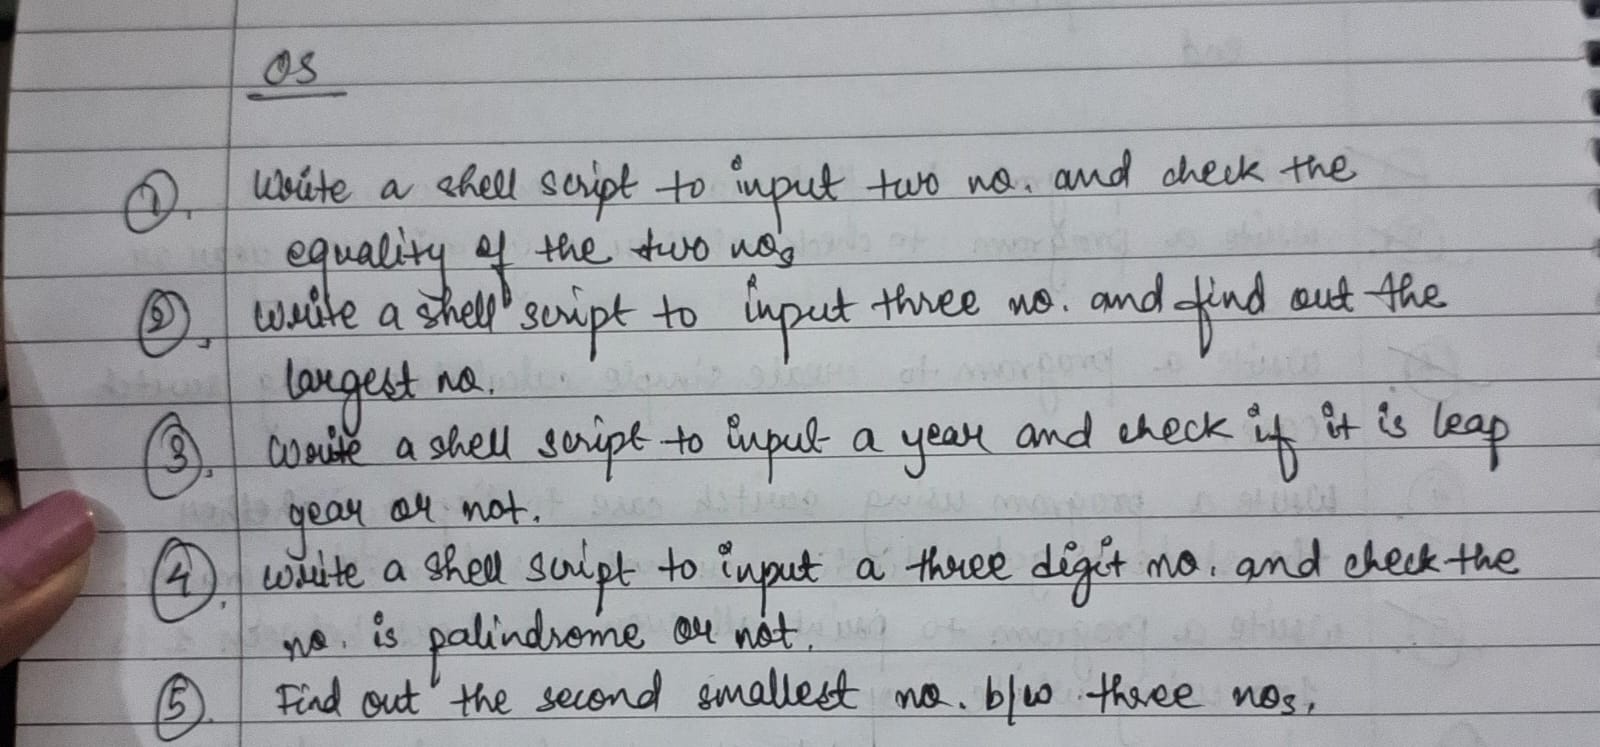 OS
1. Write a shell script to input two no. and check the
equality of the two nos
2. Write a shell script to input three no. and find out the
largest no.
3. Write a shell script to input a year and check if it is leap
year or not.
4. Write a shell script to input a three digit no. and check the
no. is palindrome or not.
5. Find out the second smallest no. b/w three nos.